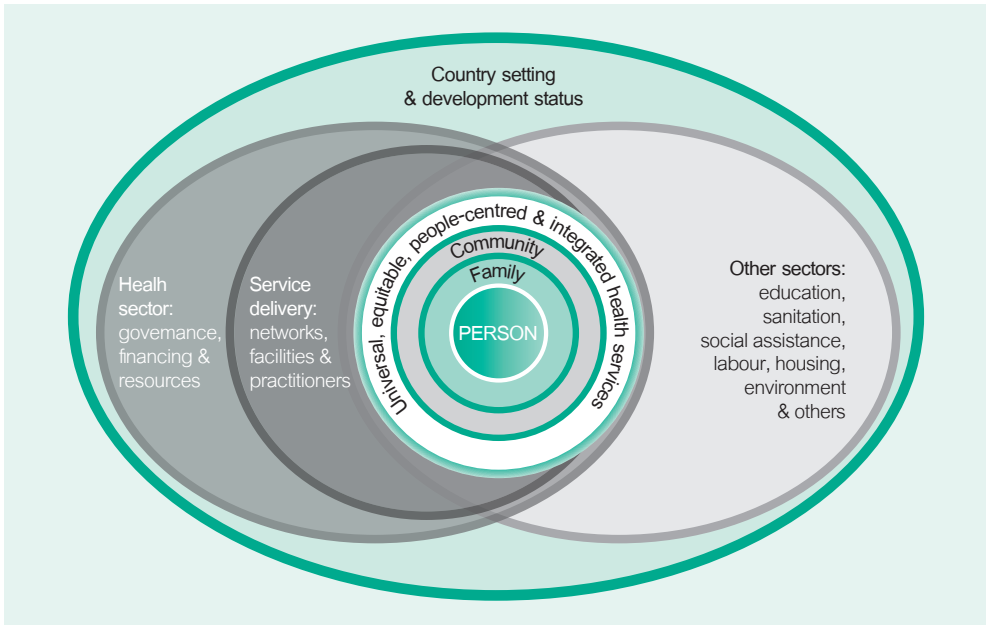 Country setting
& development status
Universal, equitable, people-centred & integrated health services
Community
Family
PERSON
Healh
sector:
governance,
financing &
resources
Service
delivery:
networks,
facilities &
practitioners
Other sectors:
education,
sanitation,
social assistance,
labour, housing,
environment
& others